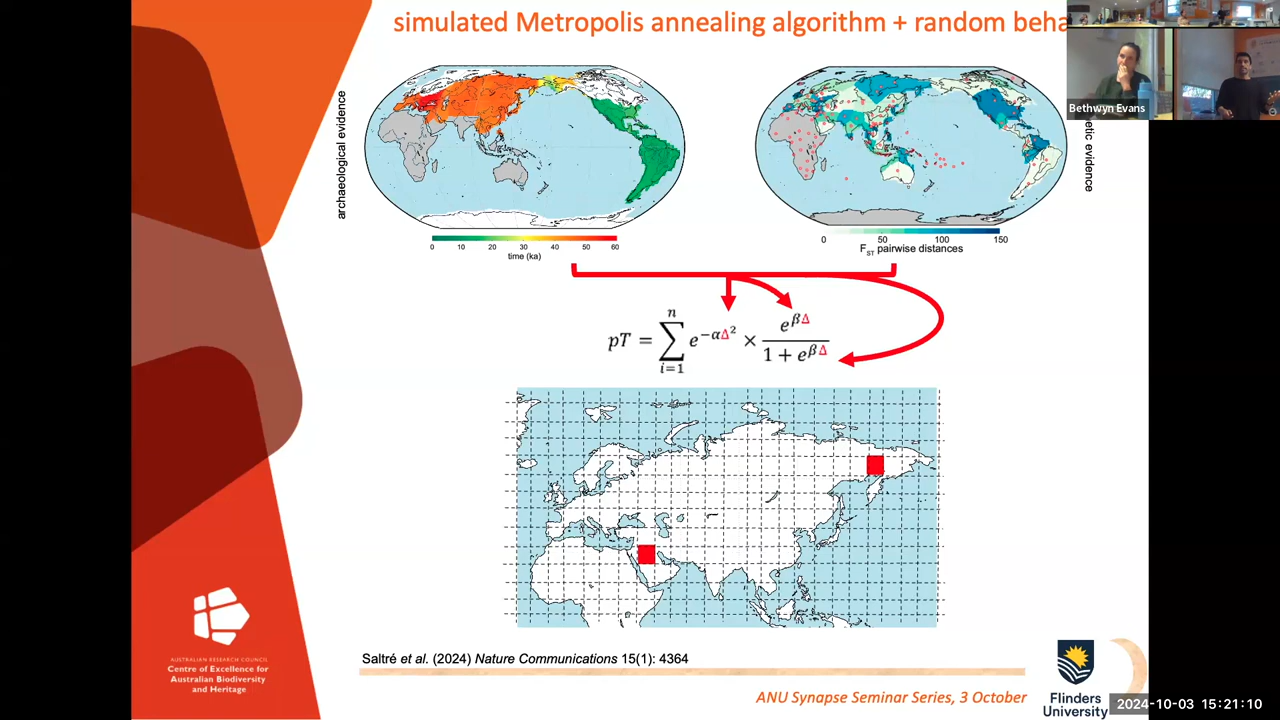 simulated Metropolis annealing algorithm + random beha
Bethwyn Evans
archaeological evidence
etic evidence
0 10 20 30 40 50 60
time (ka)
0 50 100 150
FST pairwise distances
pT = n∑i=1 e^−αΔ² × e^βΔ / 1 + e^βΔ
Saltré et al. (2024) Nature Communications 15(1): 4364
AUSTRALIAN RESEARCH COUNCIL
Centre of Excellence for
Australian Biodiversity
and Heritage
ANU Synapse Seminar Series, 3 October
Flinders
University
2024-10-03 15:21:10